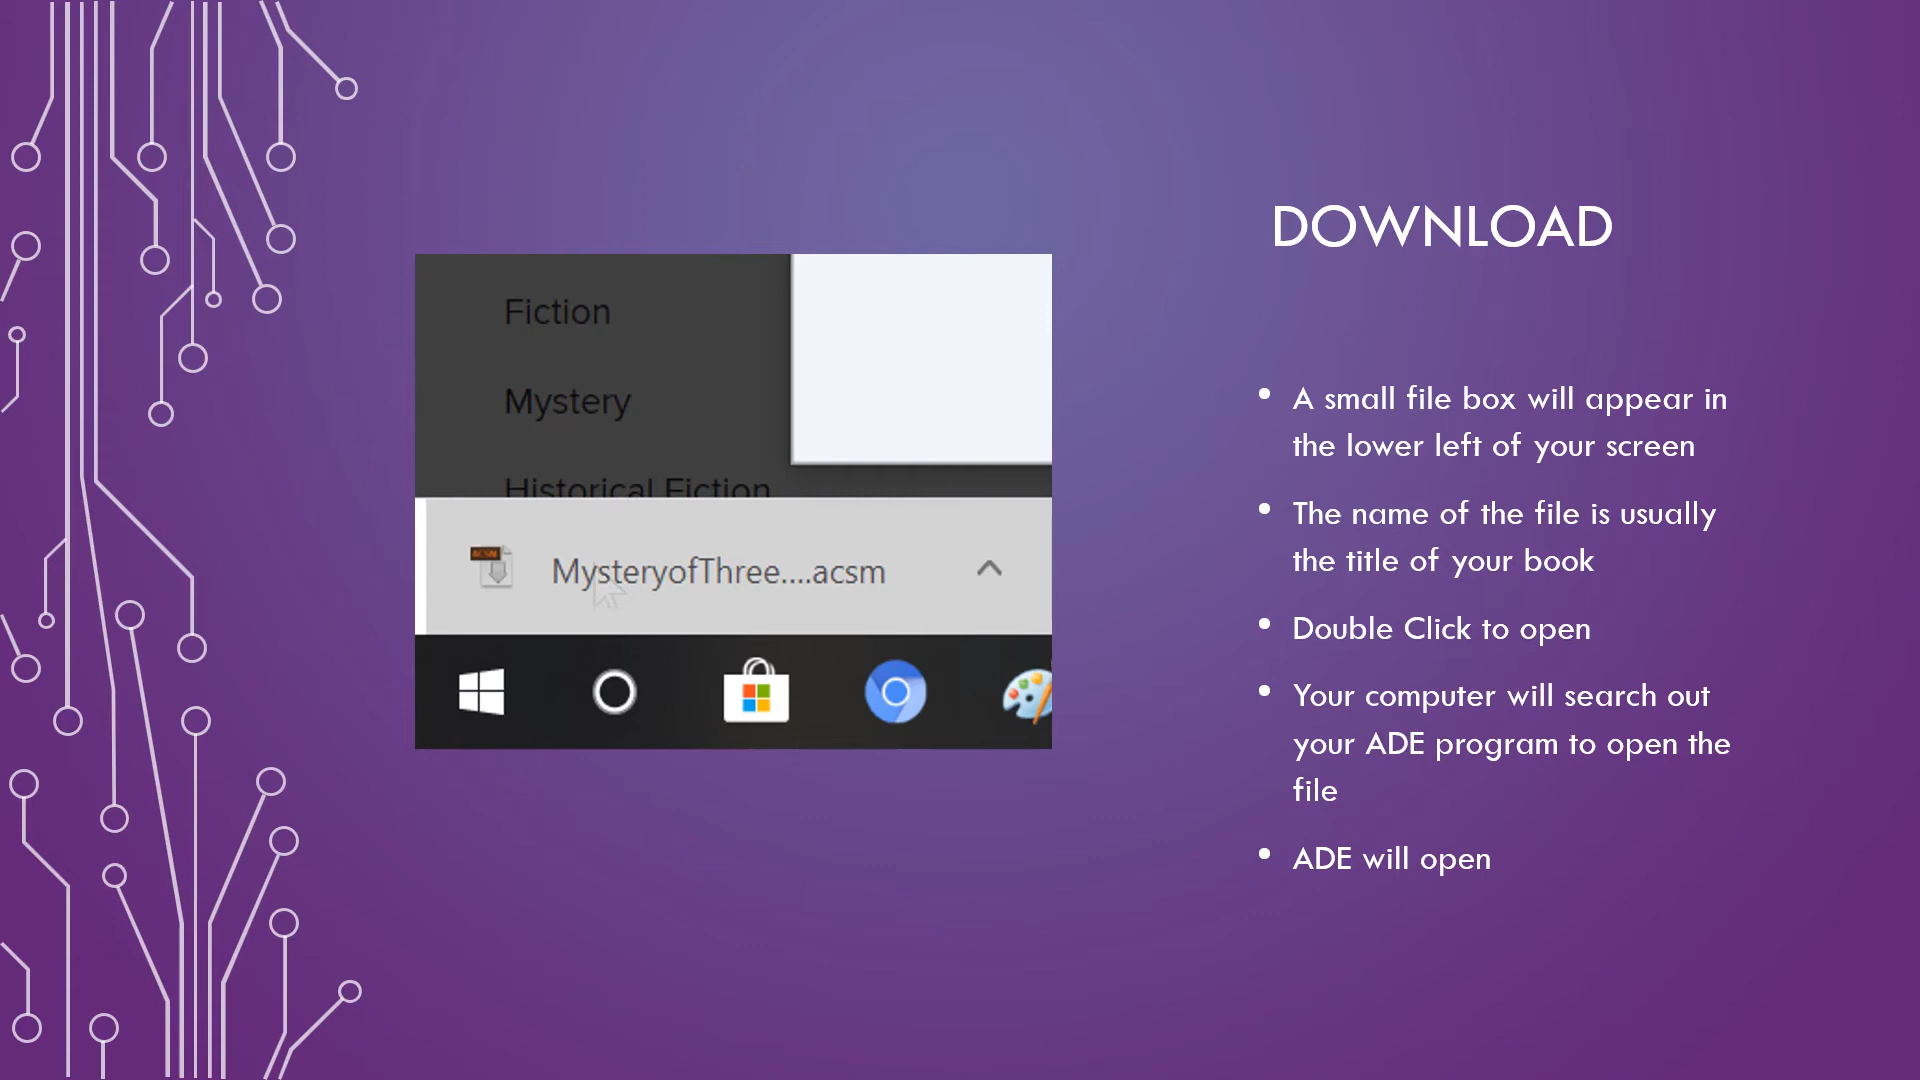 DOWNLOAD
Fiction
Mystery
Historical Fiction
ACSM
MysteryofThree....acsm
• A small file box will appear in
the lower left of your screen
• The name of the file is usually
the title of your book
• Double Click to open
• Your computer will search out
your ADE program to open the
file
• ADE will open